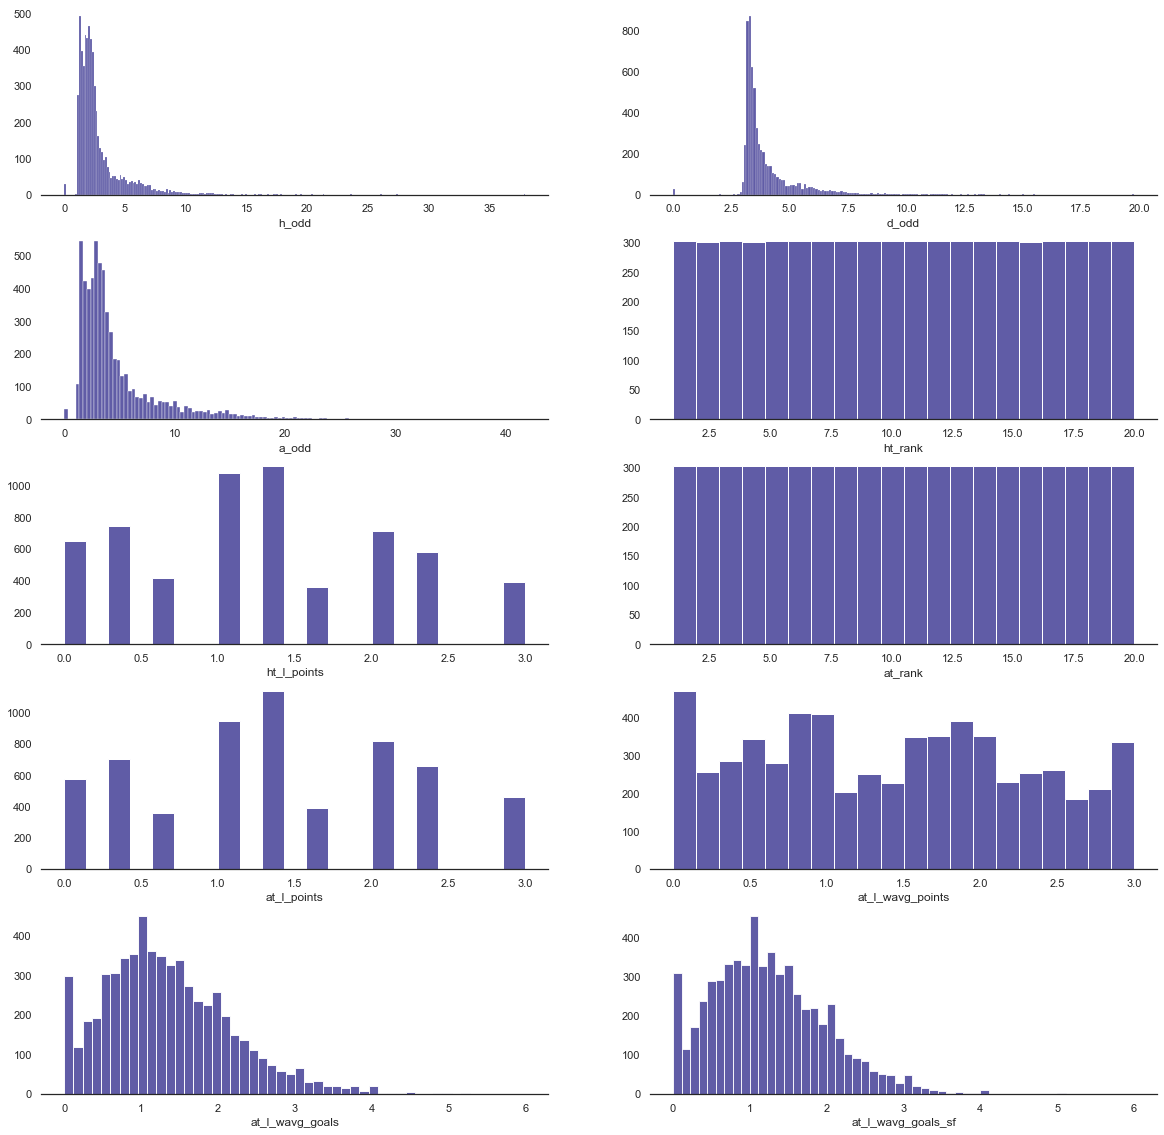 500
400
300
200
100
0
0 5 10 15 20 25 30 35
h_odd
800
600
400
200
0
0.0 2.5 5.0 7.5 10.0 12.5 15.0 17.5 20.0
d_odd
500
400
300
200
100
0
0 10 20 30 40
a_odd
300
250
200
150
100
50
0
2.5 5.0 7.5 10.0 12.5 15.0 17.5 20.0
ht_rank
1000
800
600
400
200
0
0.0 0.5 1.0 1.5 2.0 2.5 3.0
ht_l_points
300
250
200
150
100
50
0
2.5 5.0 7.5 10.0 12.5 15.0 17.5 20.0
at_rank
1000
800
600
400
200
0
0.0 0.5 1.0 1.5 2.0 2.5 3.0
at_l_points
400
300
200
100
0
0.0 0.5 1.0 1.5 2.0 2.5 3.0
at_l_wavg_points
400
300
200
100
0
0 1 2 3 4 5 6
at_l_wavg_goals
400
300
200
100
0
0 1 2 3 4 5 6
at_l_wavg_goals_sf